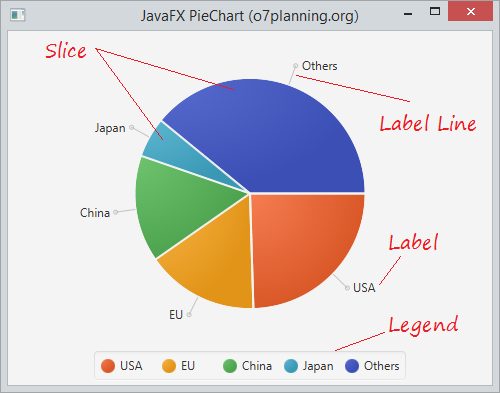 JavaFX PieChart (o7planning.org)
Slice
Others
Label Line
Japan
China
Label
USA
EU
Legend
USA EU China Japan Others